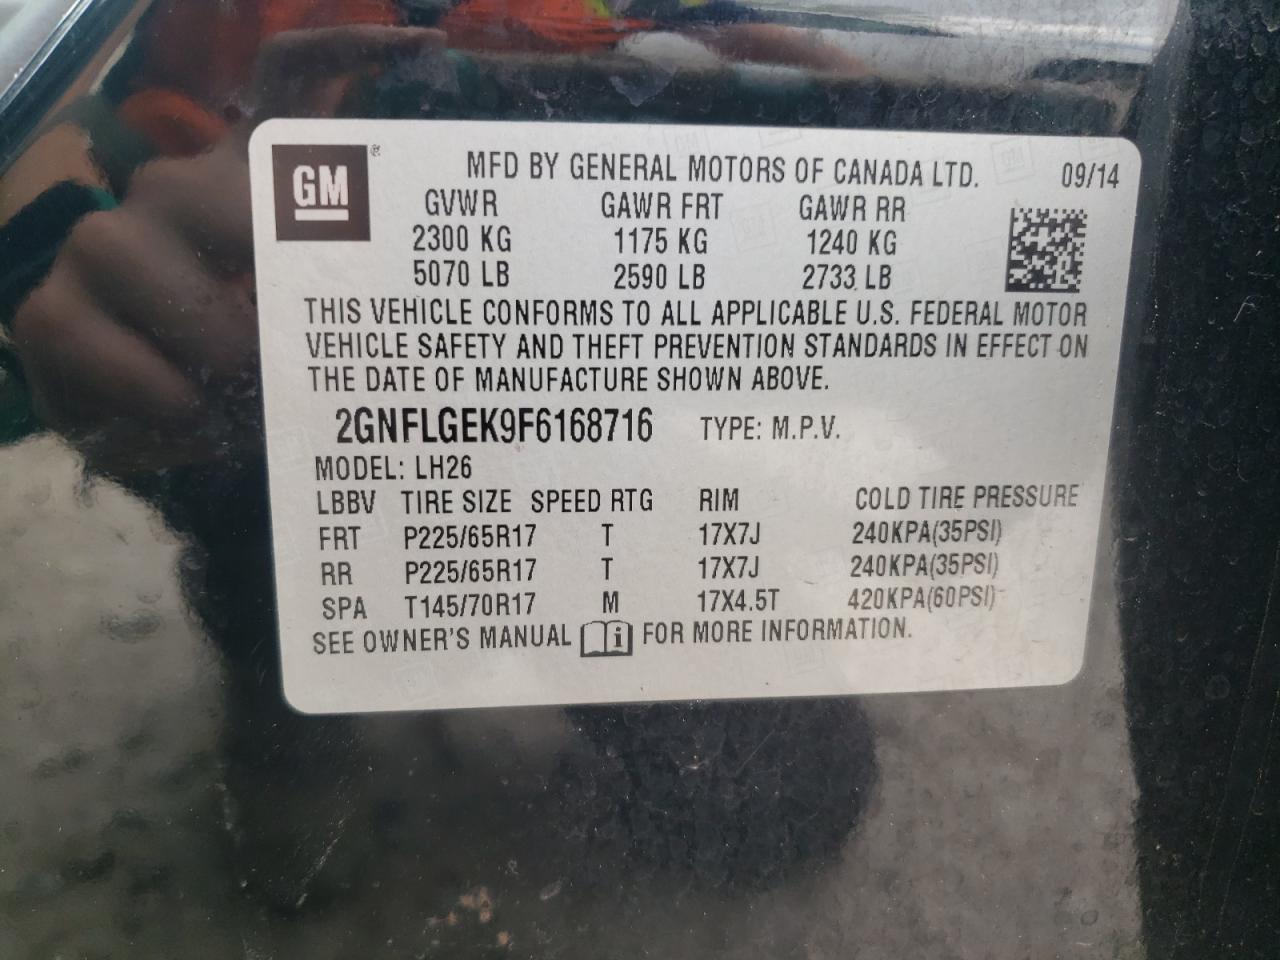 GM ® MFD BY GENERAL MOTORS OF CANADA LTD. 09/14
GVWR GAWR FRT GAWR RR
2300 KG 1175 KG 1240 KG
5070 LB 2590 LB 2733 LB
THIS VEHICLE CONFORMS TO ALL APPLICABLE U.S. FEDERAL MOTOR
VEHICLE SAFETY AND THEFT PREVENTION STANDARDS IN EFFECT ON
THE DATE OF MANUFACTURE SHOWN ABOVE.
2GNFLGEK9F6168716 TYPE: M.P.V.
MODEL: LH26
LBBV TIRE SIZE SPEED RTG RIM COLD TIRE PRESSURE
FRT P225/65R17 T 17X7J 240KPA(35PSI)
RR P225/65R17 T 17X7J 240KPA(35PSI)
SPA T145/70R17 M 17X4.5T 420KPA(60PSI)
SEE OWNER'S MANUAL i FOR MORE INFORMATION.